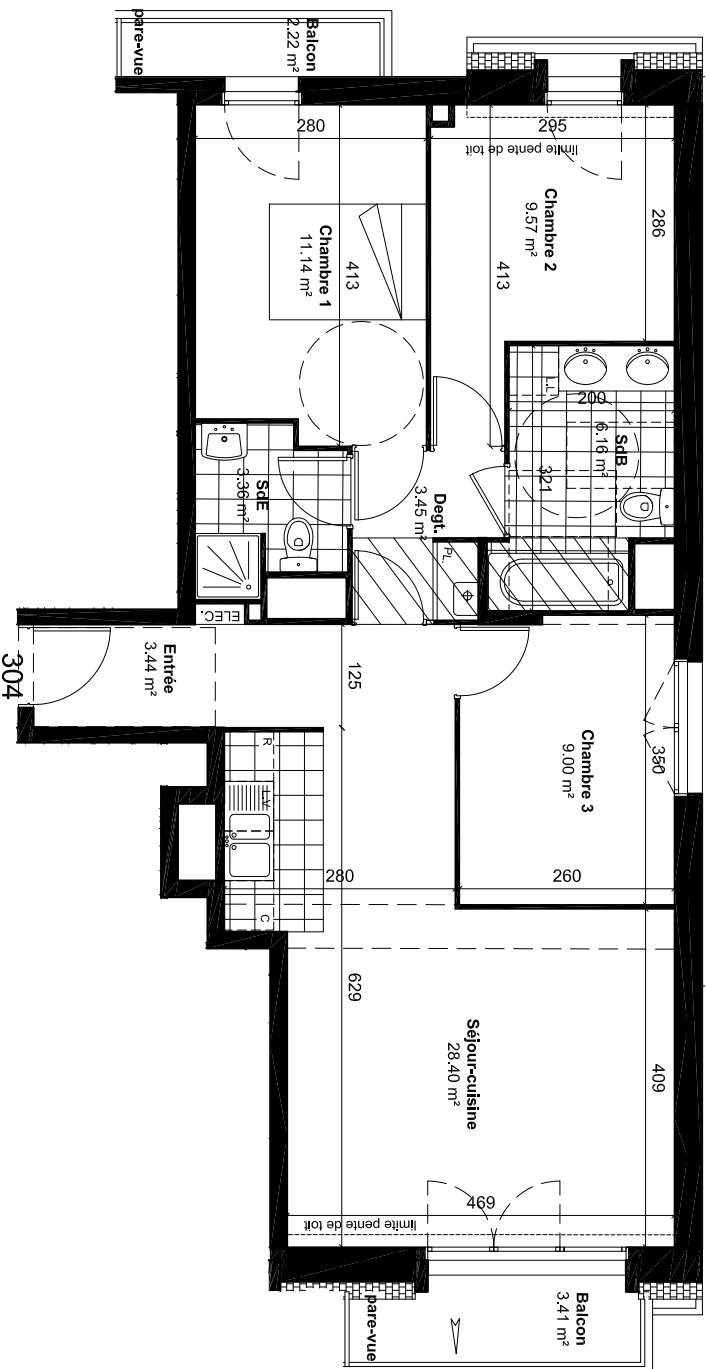 pare-vue
Balcon
2.22 m²
280
295
limite pente de toit
286
Chambre 2
9.57 m²
Chambre 1
11.14 m²
413
413
L.L
200
SdB
6.16 m²
321
SdE
3.36 m²
Degt.
3.45 m²
PL.
ELEC.
304
Entrée
3.44 m²
125
Chambre 3
9.00 m²
350
R
LV
C
280
260
629
Séjour-cuisine
28.40 m²
409
469
limite pente de toit
pare-vue
Balcon
3.41 m²